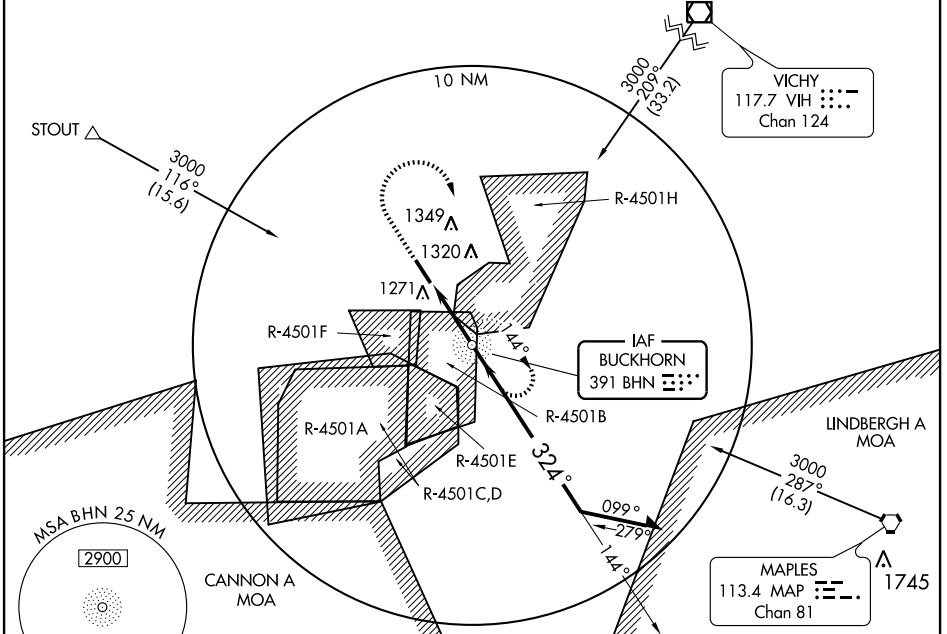 10 NM
3000
209°
(33.2)
VICHY
117.7 VIH
Chan 124
STOUT
3000
116°
(15.6)
R-4501H
1349
1320
1271
R-4501F
144°
IAF
BUCKHORN
391 BHN
R-4501B
R-4501A
R-4501E
R-4501C,D
324°
LINDBERGH A
MOA
3000
287°
(16.3)
099°
279°
144°
MSA BHN 25 NM
2900
CANNON A
MOA
MAPLES
113.4 MAP
Chan 81
1745